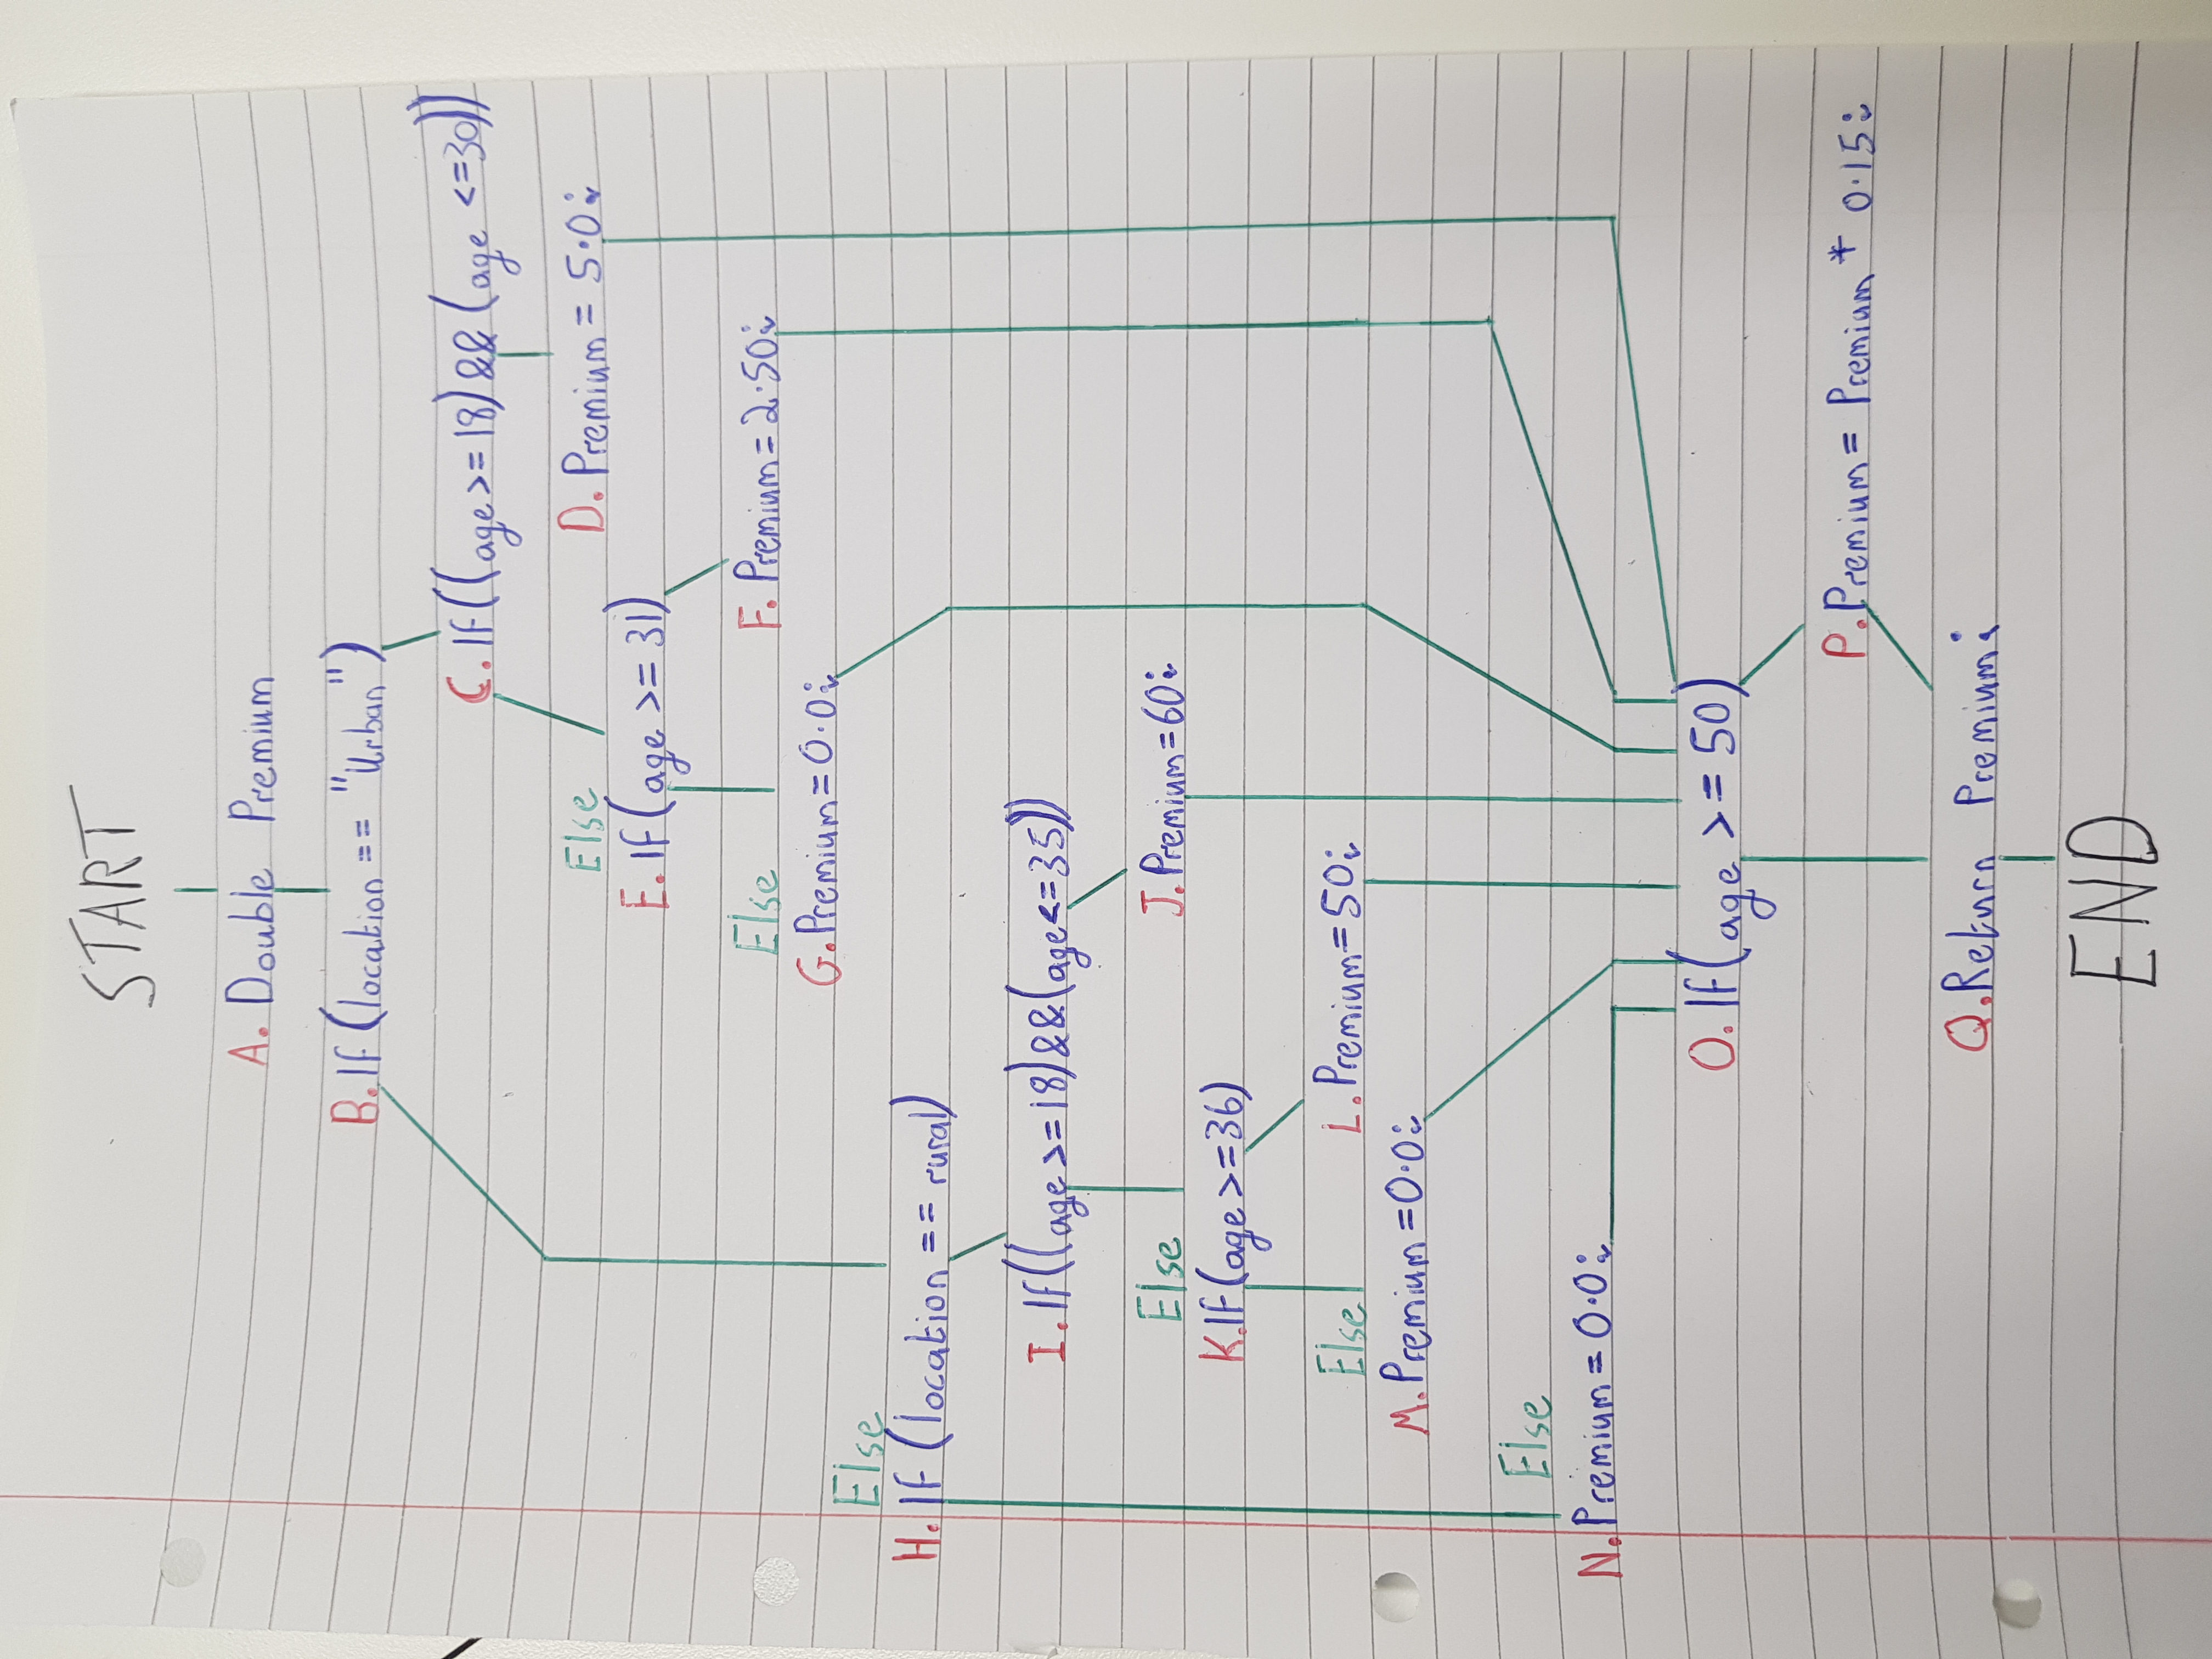 START
A. Double Premium
B. If (location == "Urban")
C. If ((age >= 18) && (age <=30))
Else
D. Premium = 5.0;
E. If (age >= 31)
Else
F. Premium = 2.50;
G. Premium = 0.0;
Else
H. If (location == rural)
I. If ((age >= 18) && (age <= 35))
Else
J. Premium = 60;
K. If (age >= 36)
Else
L. Premium = 50;
M. Premium = 0.0;
Else
N. Premium = 0.0;
O. If (age >= 50)
P. Premium = Premium * 0.15;
Q. Return Premium;
END